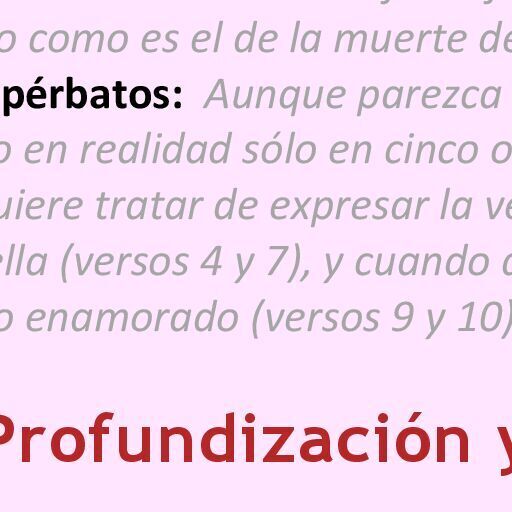 o como es el de la muerte de
pérbatos: Aunque parezca
o en realidad sólo en cinco o
uiere tratar de expresar la ve
ella (versos 4 y 7), y cuando
o enamorado (versos 9 y 10)
Profundización y